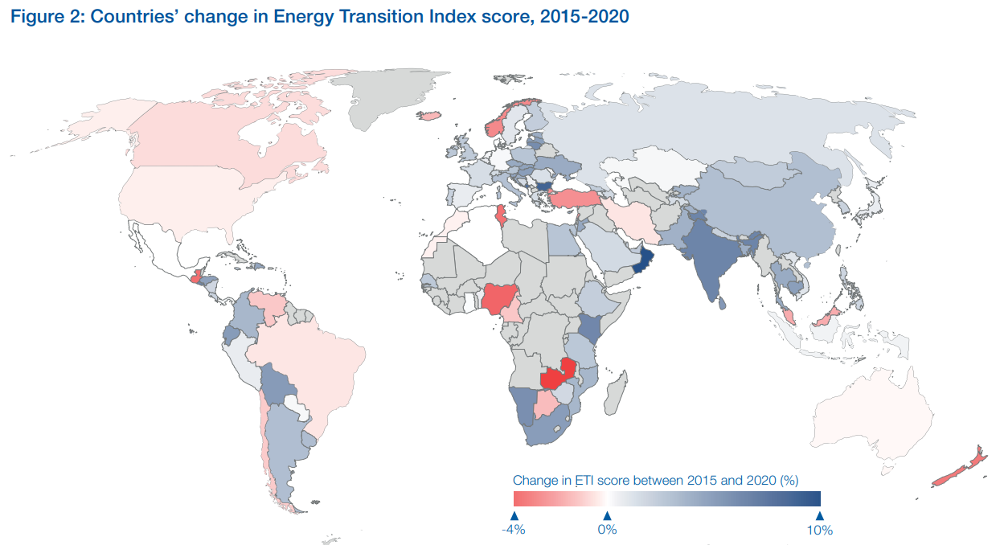 Figure 2: Countries’ change in Energy Transition Index score, 2015-2020
Change in ETI score between 2015 and 2020 (%)
-4%
0%
10%